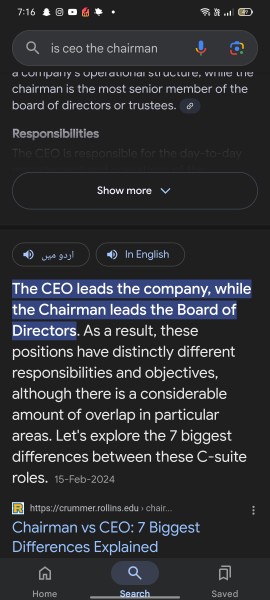 7:16
is ceo the chairman
a company's operational structure, while the
chairman is the most senior member of the
board of directors or trustees.
Responsibilities
The CEO is responsible for the day-to-day
Show more
اردو میں
In English
The CEO leads the company, while
the Chairman leads the Board of
Directors. As a result, these
positions have distinctly different
responsibilities and objectives,
although there is a considerable
amount of overlap in particular
areas. Let's explore the 7 biggest
differences between these C-suite
roles. 15-Feb-2024
https://crummer.rollins.edu › chair...
Chairman vs CEO: 7 Biggest
Differences Explained
Home Search Saved